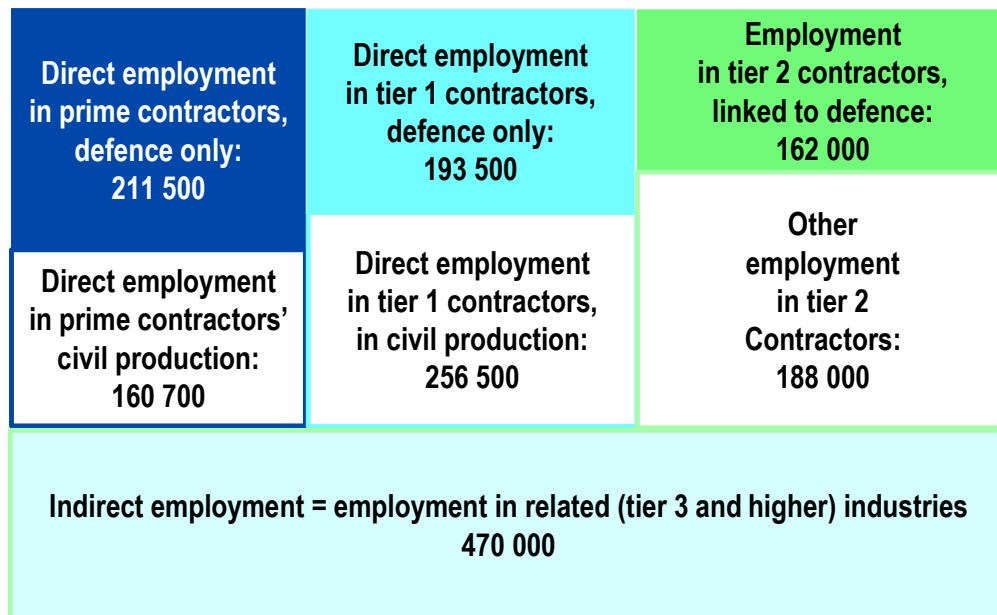 Direct employment
in prime contractors,
defence only:
211 500
Direct employment
in tier 1 contractors,
defence only:
193 500
Employment
in tier 2 contractors,
linked to defence:
162 000
Direct employment
in prime contractors’
civil production:
160 700
Direct employment
in tier 1 contractors,
in civil production:
256 500
Other
employment
in tier 2
Contractors:
188 000
Indirect employment = employment in related (tier 3 and higher) industries
470 000